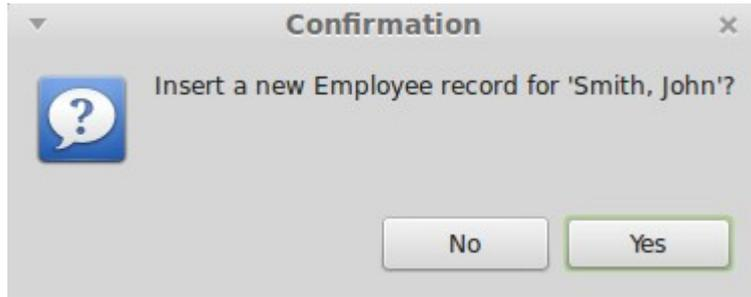 Confirmation
Insert a new Employee record for 'Smith, John'?
No
Yes